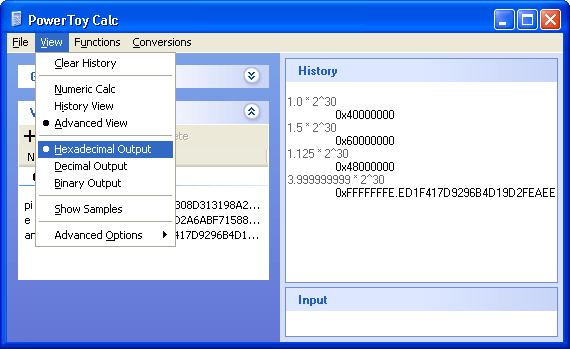 PowerToy Calc
File View Functions Conversions
Clear History
Numeric Calc
History View
Advanced View
Hexadecimal Output
Decimal Output
Binary Output
Show Samples
Advanced Options
G
V
ete
N
pi 308D313198A2...
e D2A6ABF71588...
an 417D9296B4D1...
History
1.0 * 2^30
0x40000000
1.5 * 2^30
0x60000000
1.125 * 2^30
0x48000000
3.999999999 * 2^30
0xFFFFFFFE.ED1F417D9296B4D19D2FEAEE
Input